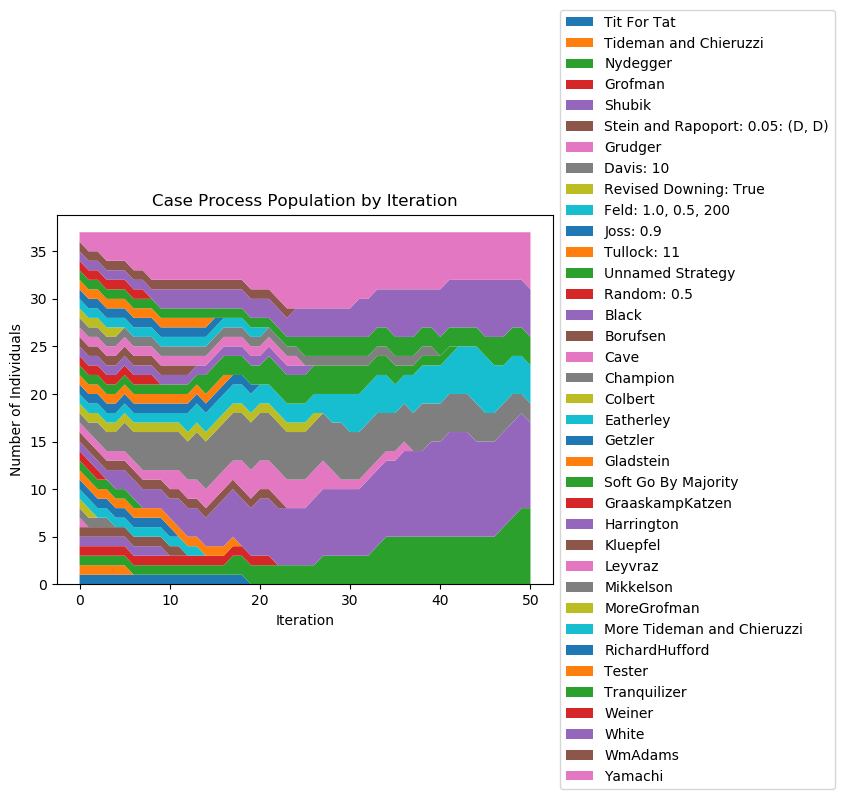 Case Process Population by Iteration
Number of Individuals
35
30
25
20
15
10
5
0
0 10 20 30 40 50
Iteration
Tit For Tat
Tideman and Chieruzzi
Nydegger
Grofman
Shubik
Stein and Rapoport: 0.05: (D, D)
Grudger
Davis: 10
Revised Downing: True
Feld: 1.0, 0.5, 200
Joss: 0.9
Tullock: 11
Unnamed Strategy
Random: 0.5
Black
Borufsen
Cave
Champion
Colbert
Eatherley
Getzler
Gladstein
Soft Go By Majority
GraaskampKatzen
Harrington
Kluepfel
Leyvraz
Mikkelson
MoreGrofman
More Tideman and Chieruzzi
RichardHufford
Tester
Tranquilizer
Weiner
White
WmAdams
Yamachi